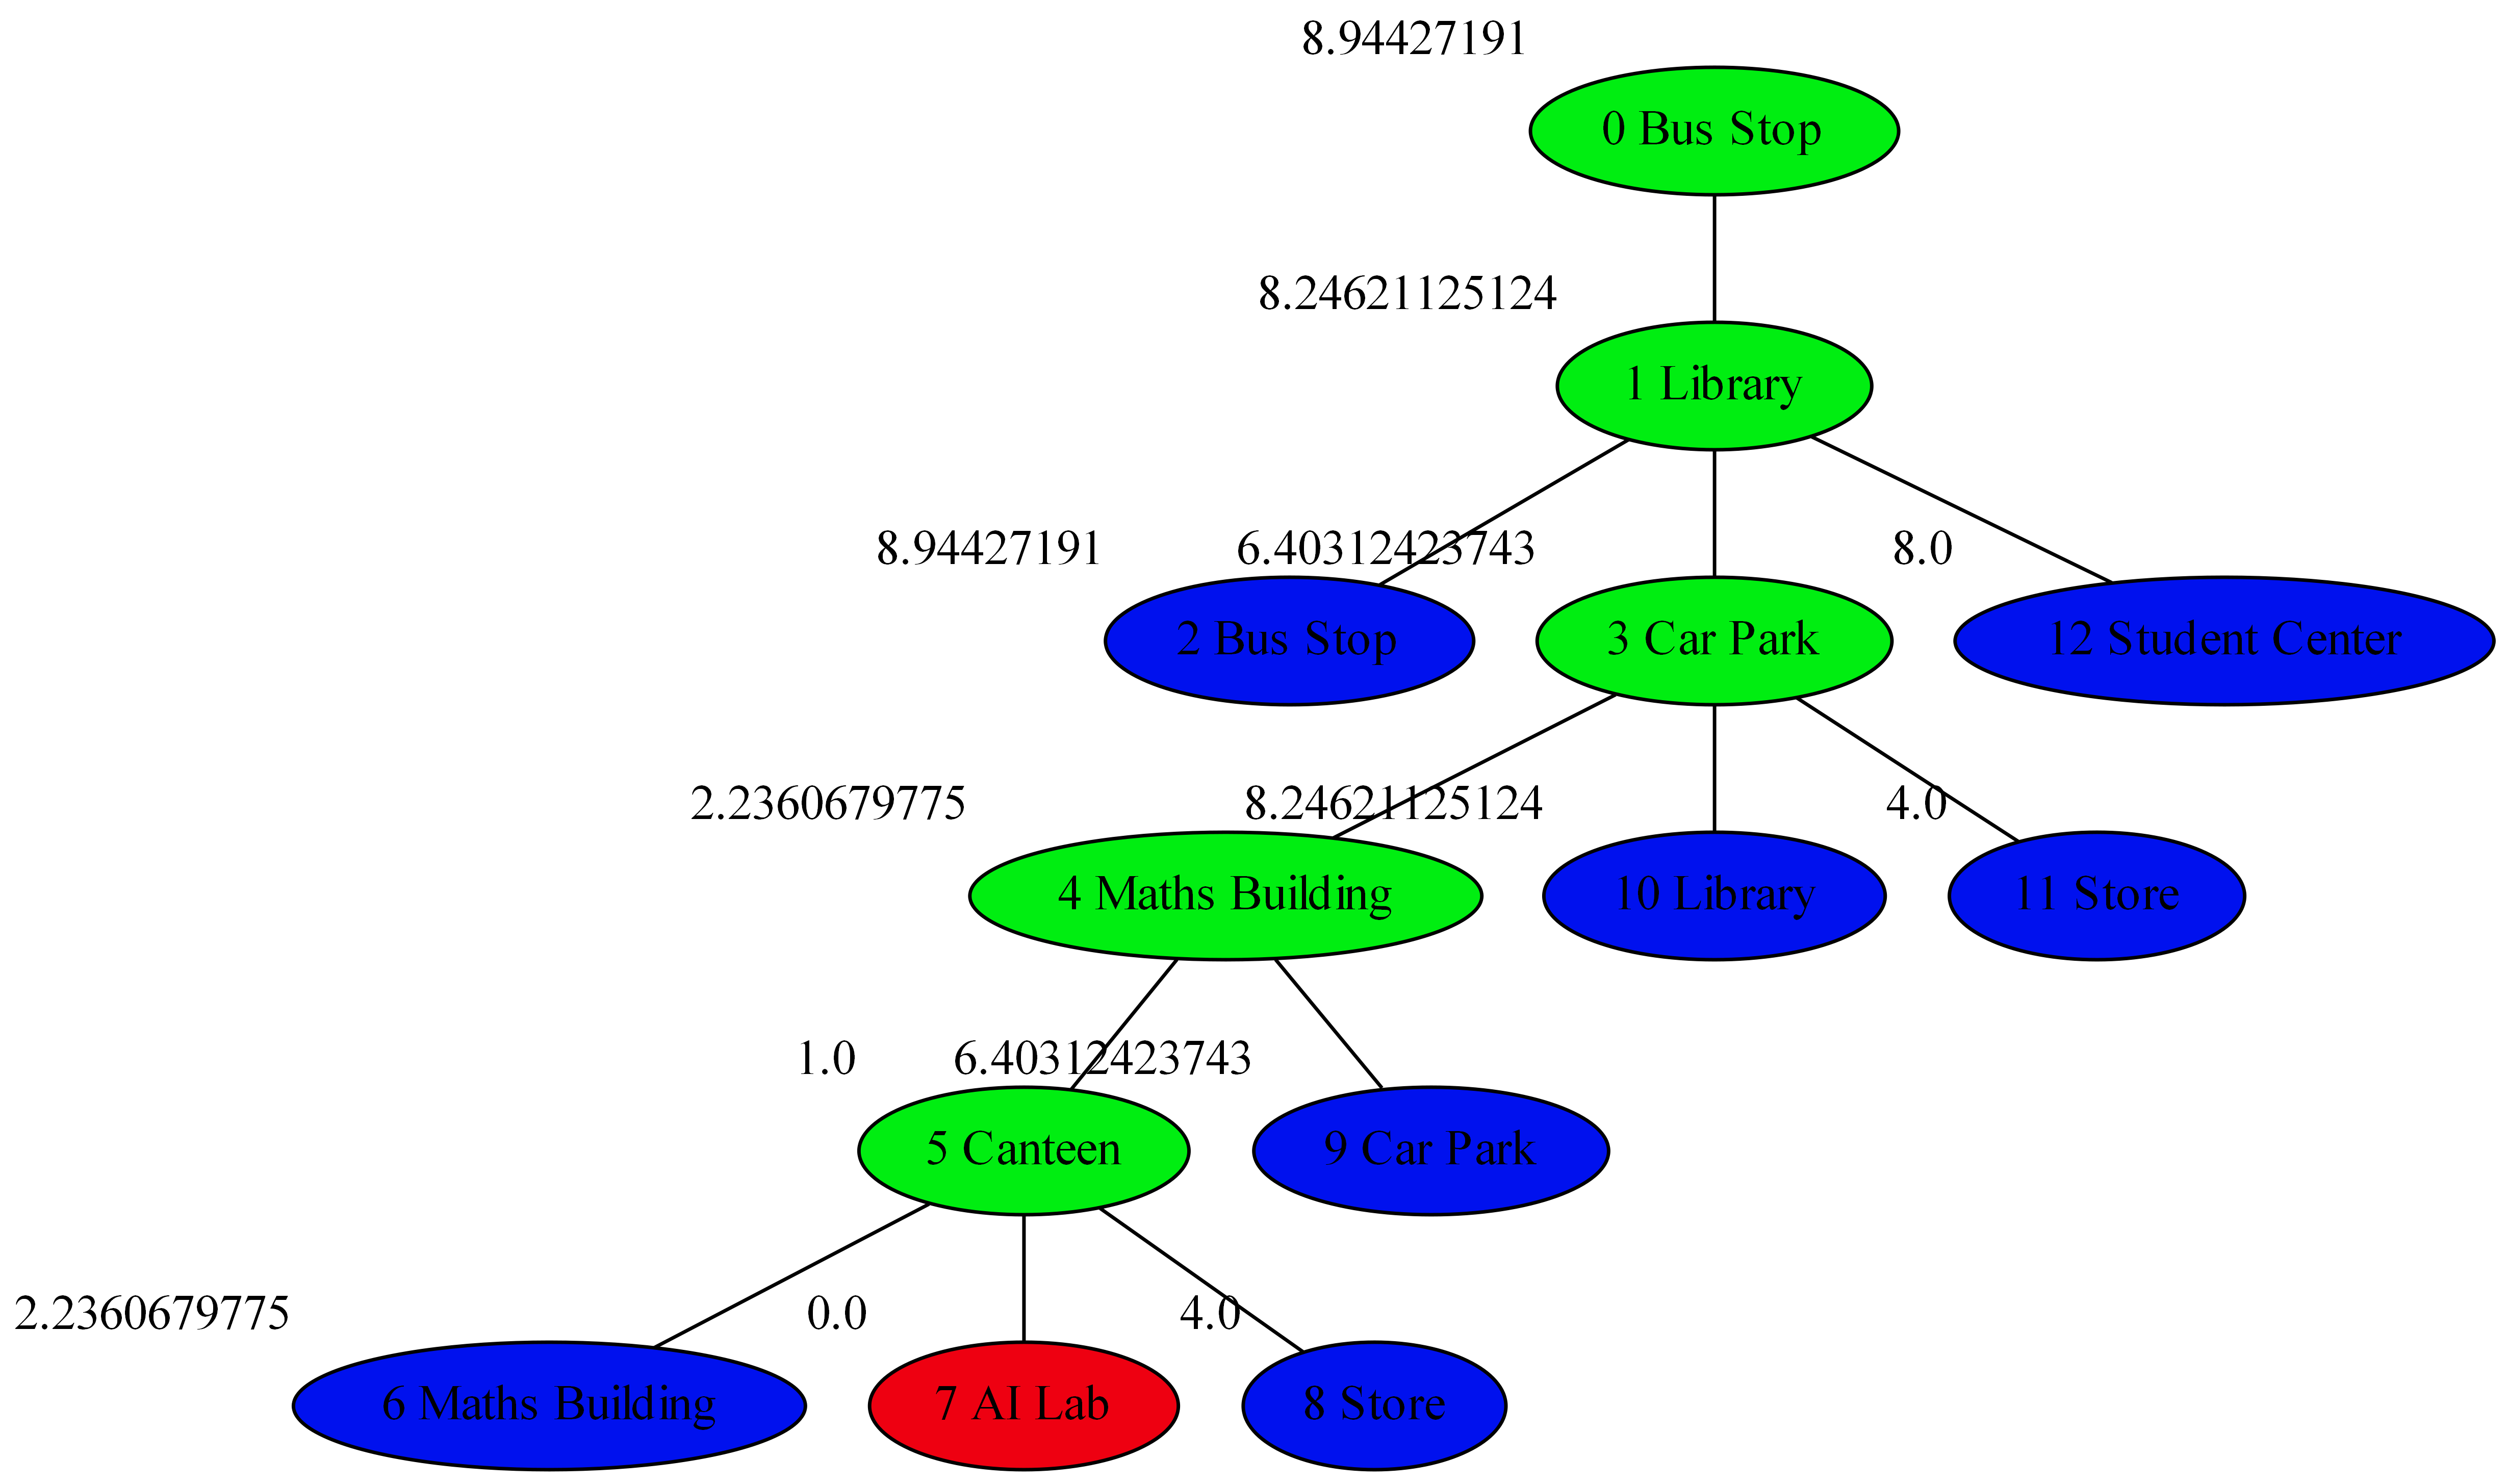 8.94427191
0 Bus Stop
8.24621125124
1 Library
8.94427191
6.40312423743
8.0
2 Bus Stop
3 Car Park
12 Student Center
2.2360679775
8.24621125124
4.0
4 Maths Building
10 Library
11 Store
1.0
6.40312423743
5 Canteen
9 Car Park
2.2360679775
0.0
4.0
6 Maths Building
7 AI Lab
8 Store